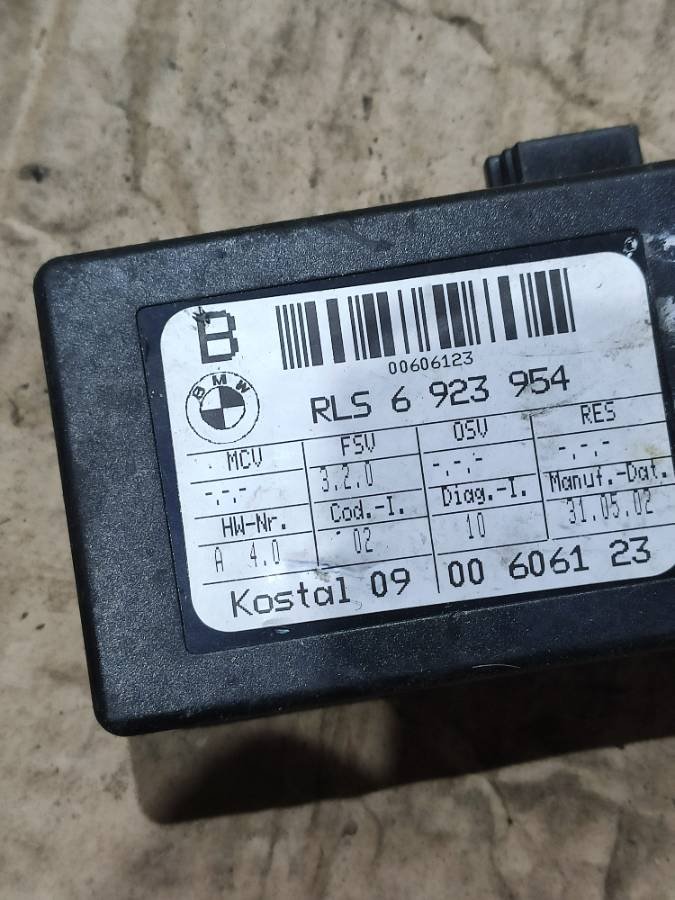 B
00606123
BMW
RLS 6 923 954
MCV FSV OSV RES
-.-.- 3.2.0 -.-.- -.-.-
HW-Nr. Cod.-I. Diag.-I. Manuf.-Dat.
A 4.0 02 10 31.05.02
Kostal 09 00 6061 23